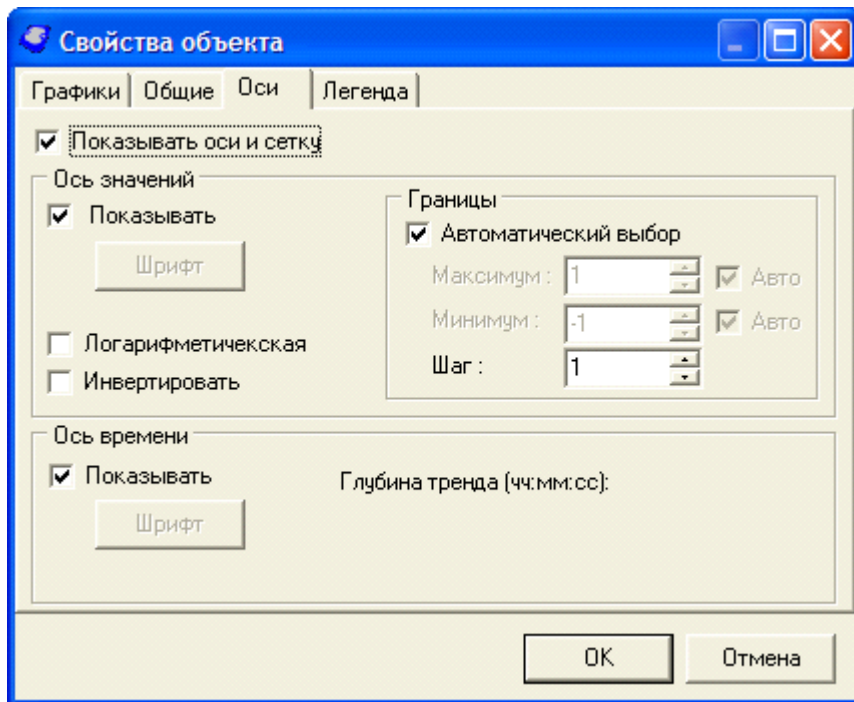 Свойства объекта
Графики Общие Оси Легенда
Показывать оси и сетку
Ось значений
Показывать
Шрифт
Логарифметичекская
Инвертировать
Границы
Автоматический выбор
Максимум : 1 Авто
Минимум : -1 Авто
Шаг : 1
Ось времени
Показывать
Шрифт
Глубина тренда (чч:мм:сс):
OK Отмена